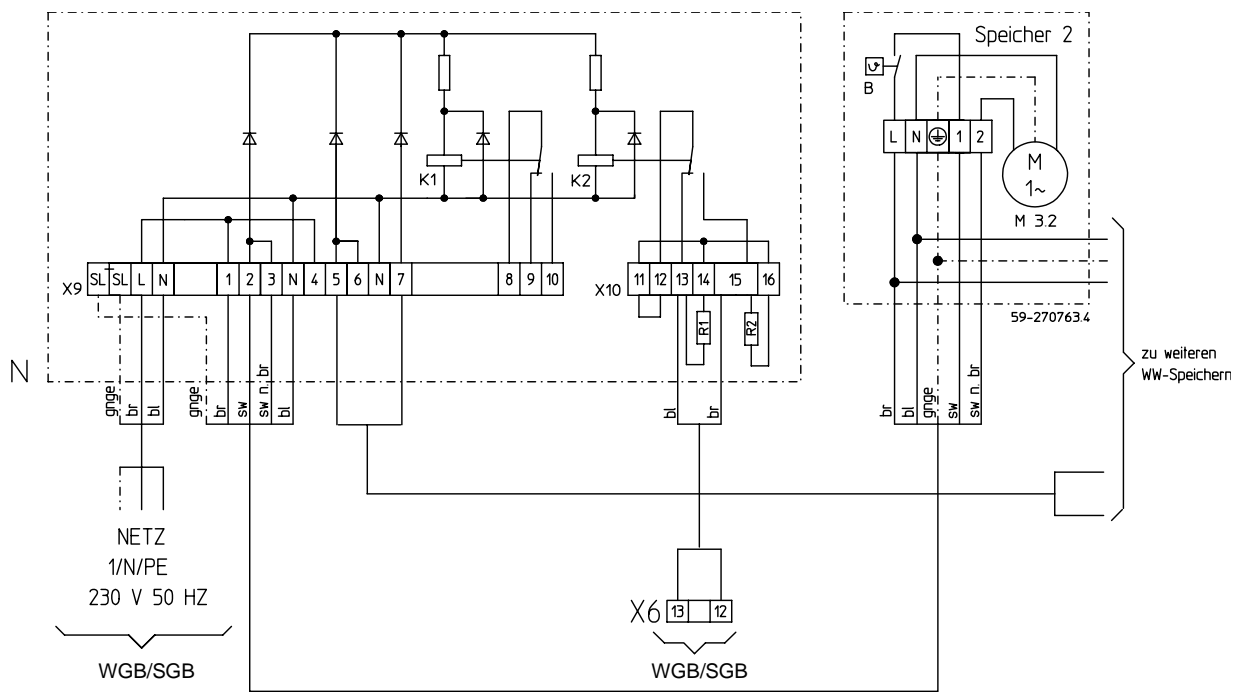 Speicher 2
B
K1
K2
L N 1 2
M
1~
M 3.2
X9 SL SL L N 1 2 3 N 4 5 6 N 7 8 9 10
X10 11 12 13 14 15 16
R1
R2
59-270763.4
N
zu weiteren
WW-Speichern
gnge
br
bl
gnge
br
sw
sw n. br
bl
bl
br
br
bl
gnge
sw
sw n. br
NETZ
1/N/PE
230 V 50 HZ
X6 13 12
WGB/SGB
WGB/SGB